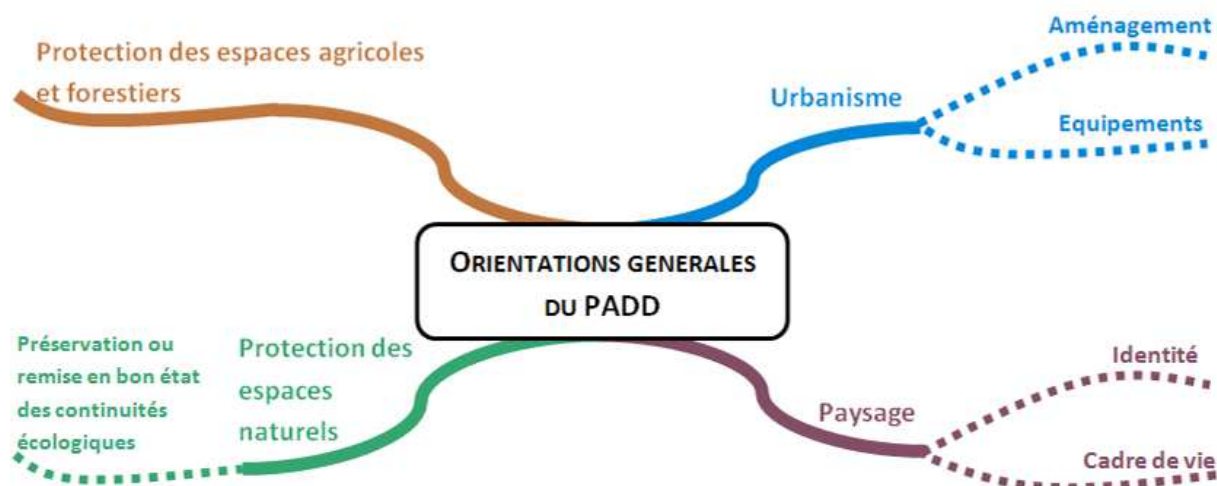 Protection des espaces agricoles
et forestiers
Urbanisme
Aménagement
Equipements
ORIENTATIONS GENERALES
DU PADD
Préservation ou
remise en bon état
des continuités
écologiques
Protection des
espaces
naturels
Paysage
Identité
Cadre de vie